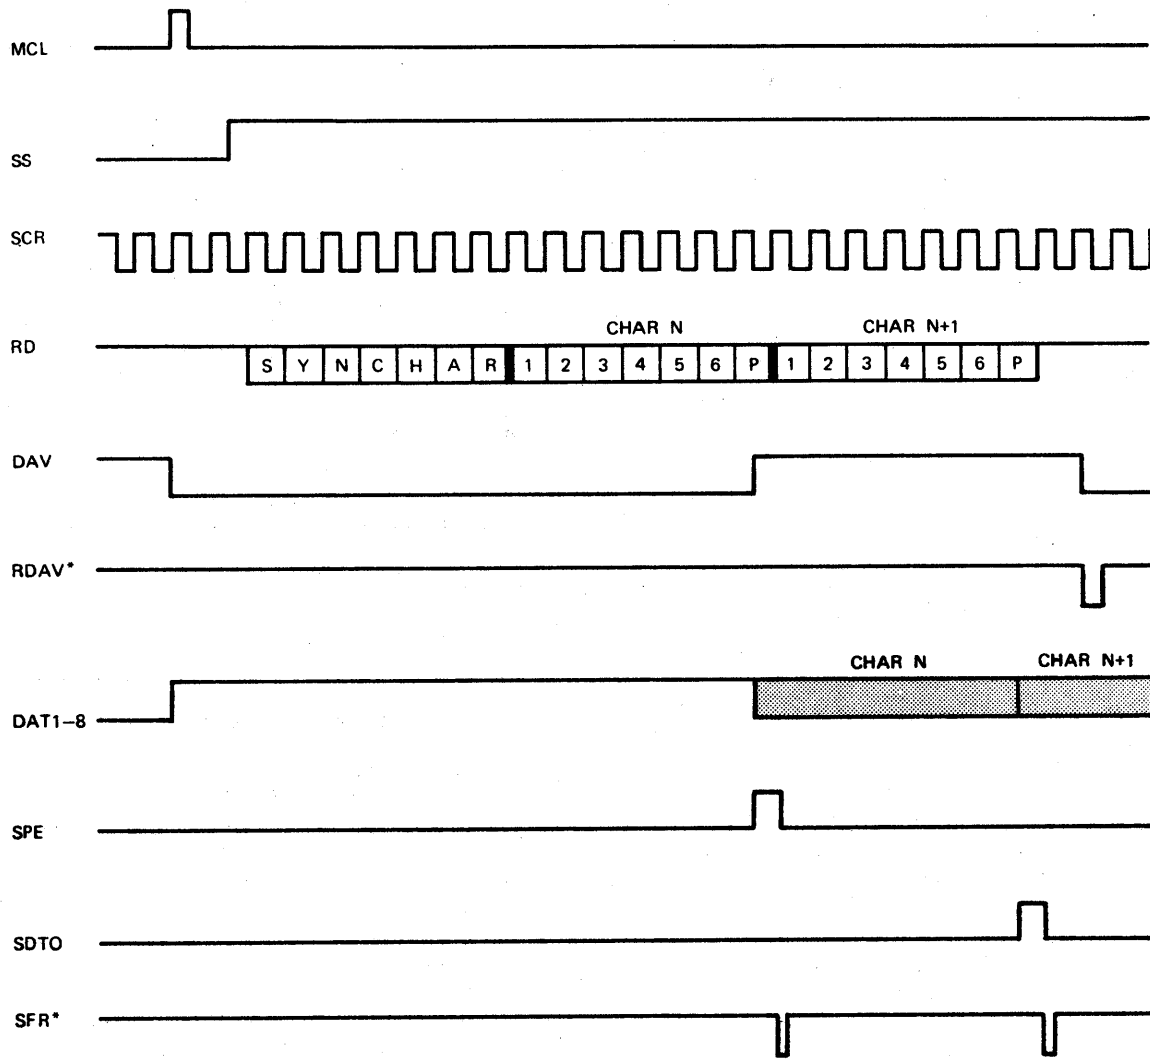 MCL
SS
SCR
CHAR N CHAR N+1
RD
S Y N C H A R 1 2 3 4 5 6 P 1 2 3 4 5 6 P
DAV
RDAV*
CHAR N CHAR N+1
DAT1-8
SPE
SDTO
SFR*